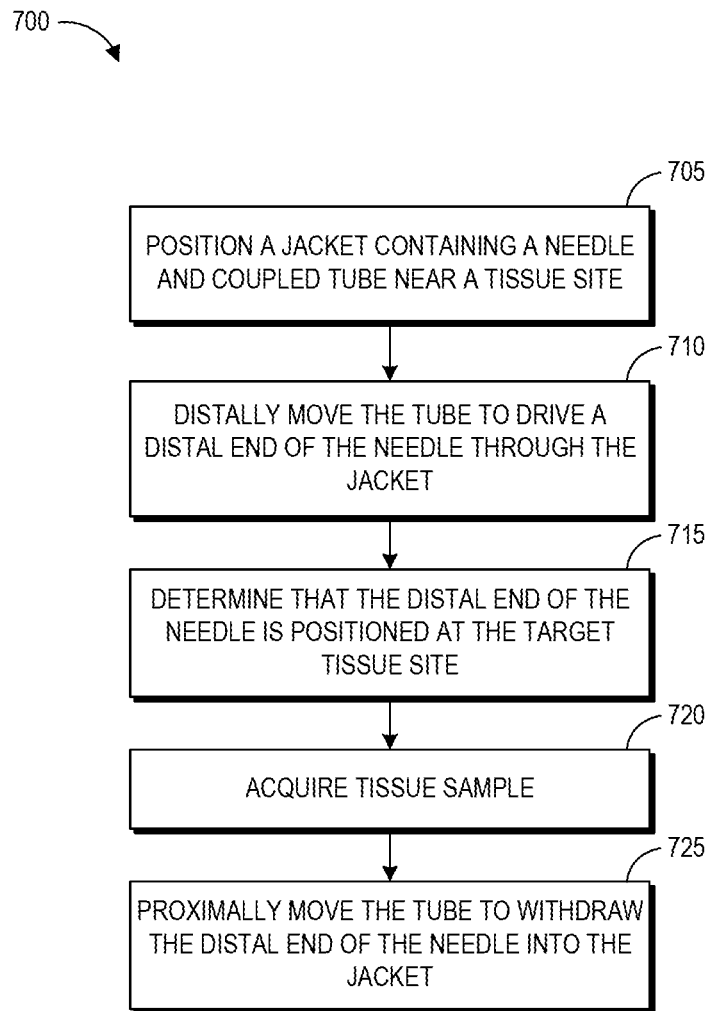 700
705
POSITION A JACKET CONTAINING A NEEDLE
AND COUPLED TUBE NEAR A TISSUE SITE
710
DISTALLY MOVE THE TUBE TO DRIVE A
DISTAL END OF THE NEEDLE THROUGH THE
JACKET
715
DETERMINE THAT THE DISTAL END OF THE
NEEDLE IS POSITIONED AT THE TARGET
TISSUE SITE
720
ACQUIRE TISSUE SAMPLE
725
PROXIMALLY MOVE THE TUBE TO WITHDRAW
THE DISTAL END OF THE NEEDLE INTO THE
JACKET